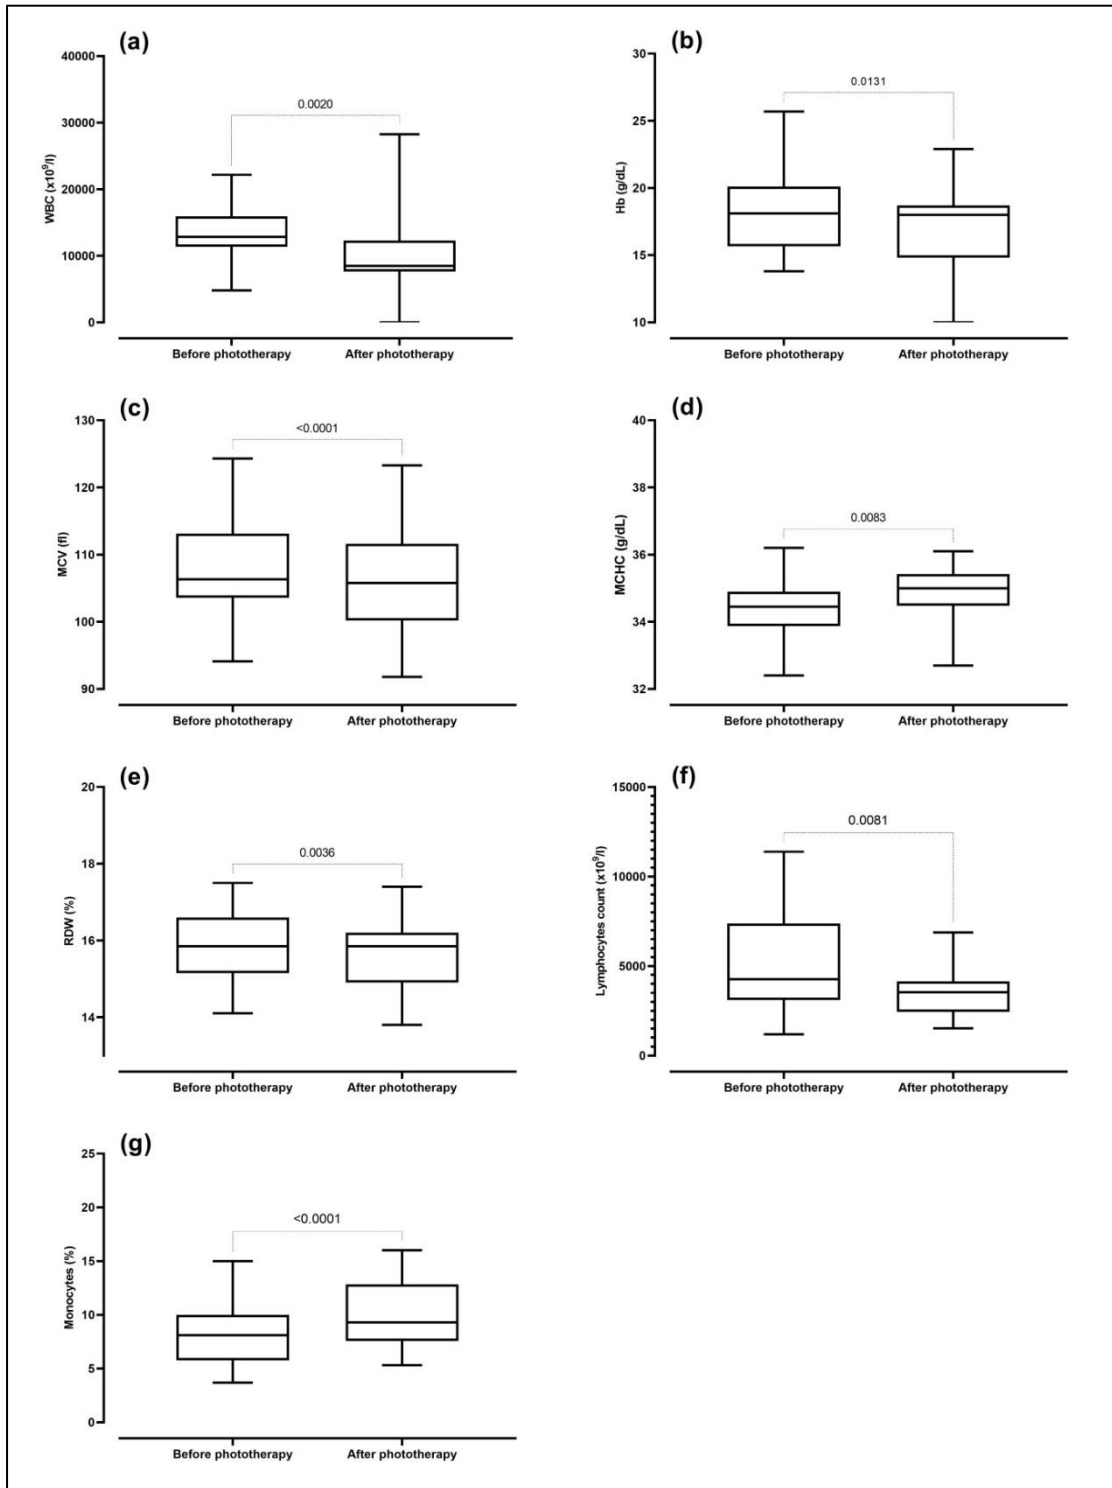 (a)
40000
30000
20000
10000
0
WBC (x10⁹/l)
0.0020
Before phototherapy
After phototherapy
(b)
30
25
20
15
10
Hb (g/dL)
0.0131
Before phototherapy
After phototherapy
(c)
130
120
110
100
90
MCV (fl)
<0.0001
Before phototherapy
After phototherapy
(d)
40
38
36
34
32
MCHC (g/dL)
0.0083
Before phototherapy
After phototherapy
(e)
20
18
16
14
RDW (%)
0.0036
Before phototherapy
After phototherapy
(f)
15000
10000
5000
0
Lymphocytes count (x10⁹/l)
0.0081
Before phototherapy
After phototherapy
(g)
25
20
15
10
5
0
Monocytes (%)
<0.0001
Before phototherapy
After phototherapy